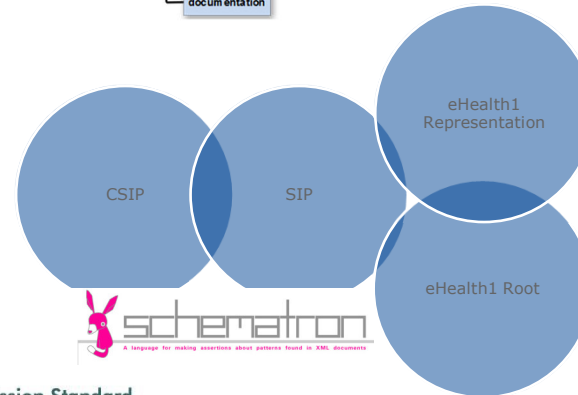 documentation
eHealth1
Representation
CSIP
SIP
eHealth1 Root
schematron
A language for making assertions about patterns found in XML documents
Standard